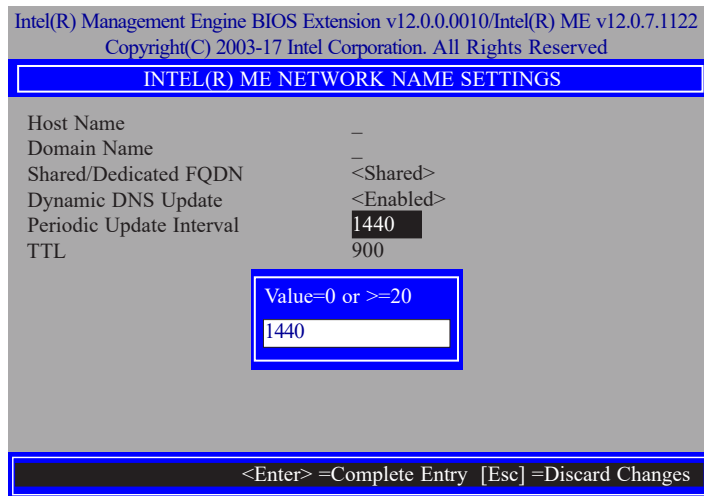 Intel(R) Management Engine BIOS Extension v12.0.0.0010/Intel(R) ME v12.0.7.1122
Copyright(C) 2003-17 Intel Corporation. All Rights Reserved
INTEL(R) ME NETWORK NAME SETTINGS
Host Name _
Domain Name _
Shared/Dedicated FQDN <Shared>
Dynamic DNS Update <Enabled>
Periodic Update Interval 1440
TTL 900
Value=0 or >=20
1440
<Enter> =Complete Entry [Esc] =Discard Changes